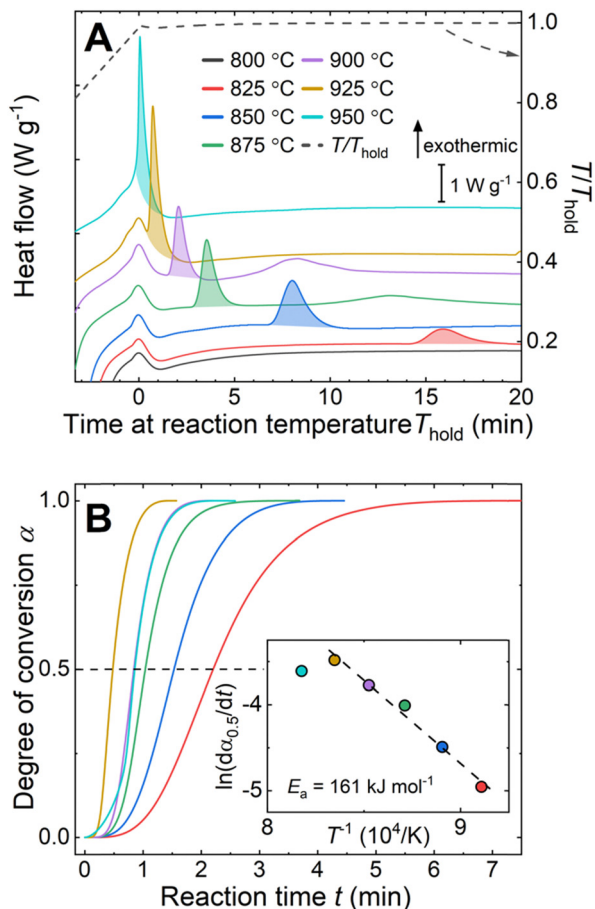 A
800 °C
900 °C
825 °C
925 °C
850 °C
950 °C
875 °C
T/T_hold
exothermic
1 W g⁻¹
Heat flow (W g⁻¹)
1.0
0.8
0.6
0.4
0.2
T/T_hold
0
5
10
15
20
Time at reaction temperature T_hold (min)
B
Degree of conversion α
1.0
0.5
0.0
ln(dα₀.₅/dt)
-4
-5
Eₐ = 161 kJ mol⁻¹
8
9
T⁻¹ (10⁴/K)
0
1
2
3
4
5
6
7
Reaction time t (min)